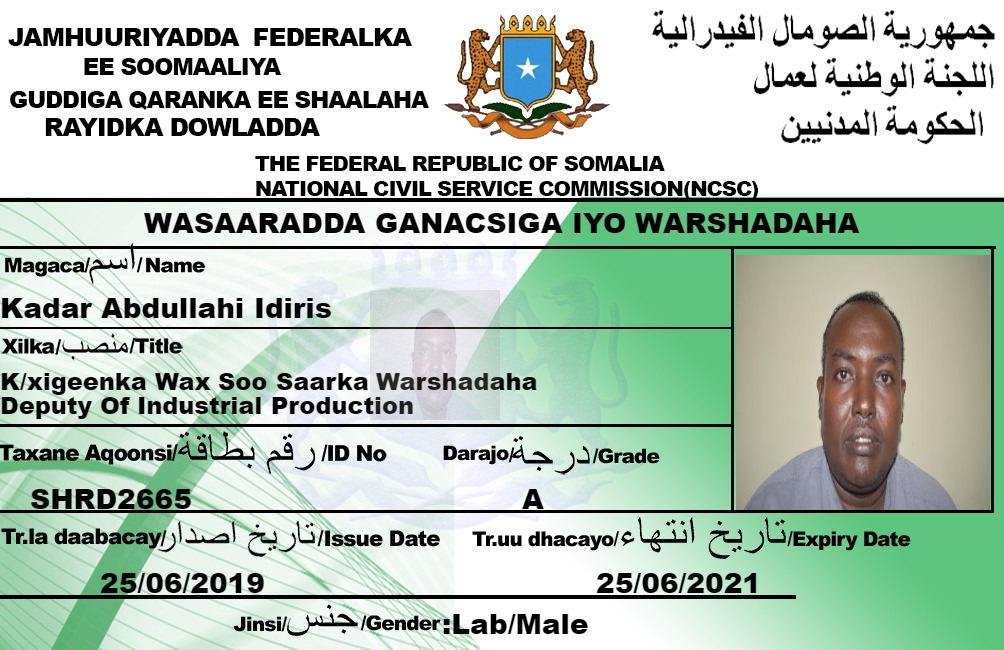 JAMHUURIYADDA FEDERALKA
EE SOOMAALIYA
GUDDIGA QARANKA EE SHAALAHA
RAYIDKA DOWLADDA
جمهورية الصومال الفيدرالية
اللجنة الوطنية لعمال
الحكومة المدنيين
THE FEDERAL REPUBLIC OF SOMALIA
NATIONAL CIVIL SERVICE COMMISSION(NCSC)
WASAARADDA GANACSIGA IYO WARSHADAHA
Magaca/اسم/Name
Kadar Abdullahi Idiris
Xilka/منصب/Title
K/xigeenka Wax Soo Saarka Warshadaha
Deputy Of Industrial Production
Taxane Aqoonsi/رقم بطاقة/ID No Darajo/درجة/Grade
SHRD2665 A
Tr.la daabacay/تاريخ اصدار/Issue Date Tr.uu dhacayo/تاريخ انتهاء/Expiry Date
25/06/2019 25/06/2021
Jinsi/جنس/Gender:Lab/Male